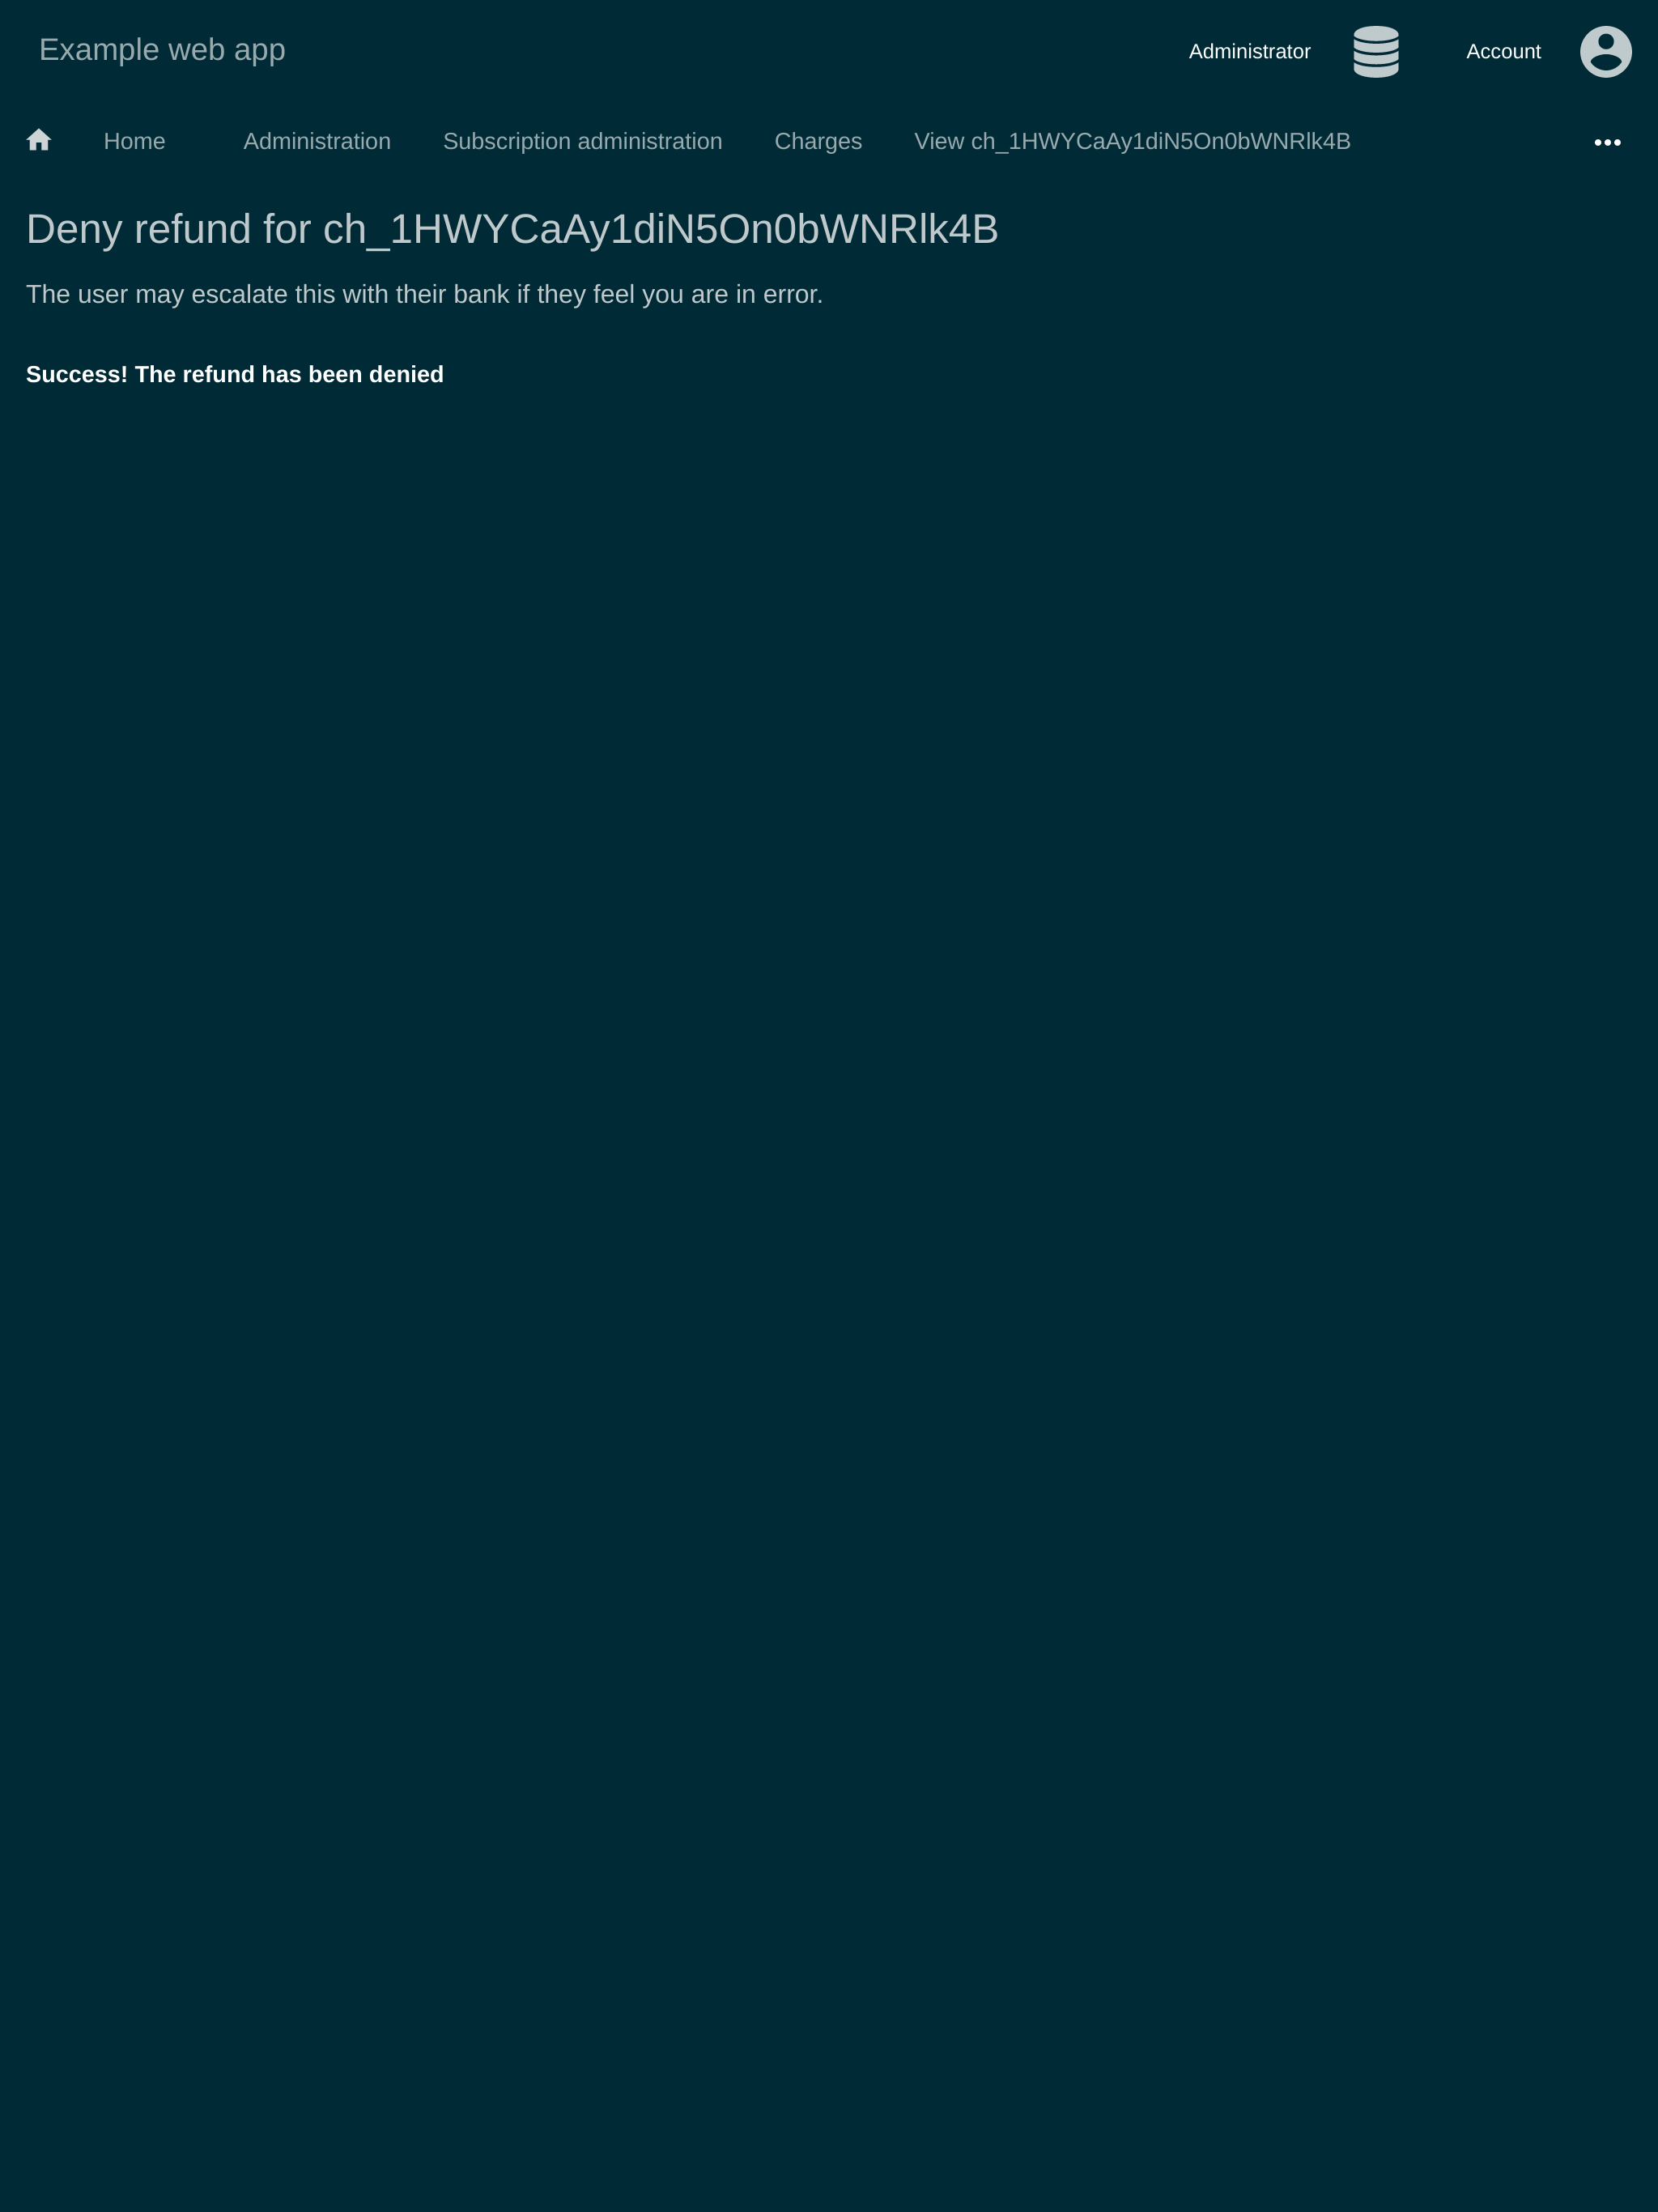 Example web app
Administrator
Account
Home Administration Subscription administration Charges View ch_1HWYCaAy1diN5On0bWNRlk4B
Deny refund for ch_1HWYCaAy1diN5On0bWNRlk4B
The user may escalate this with their bank if they feel you are in error.
Success! The refund has been denied